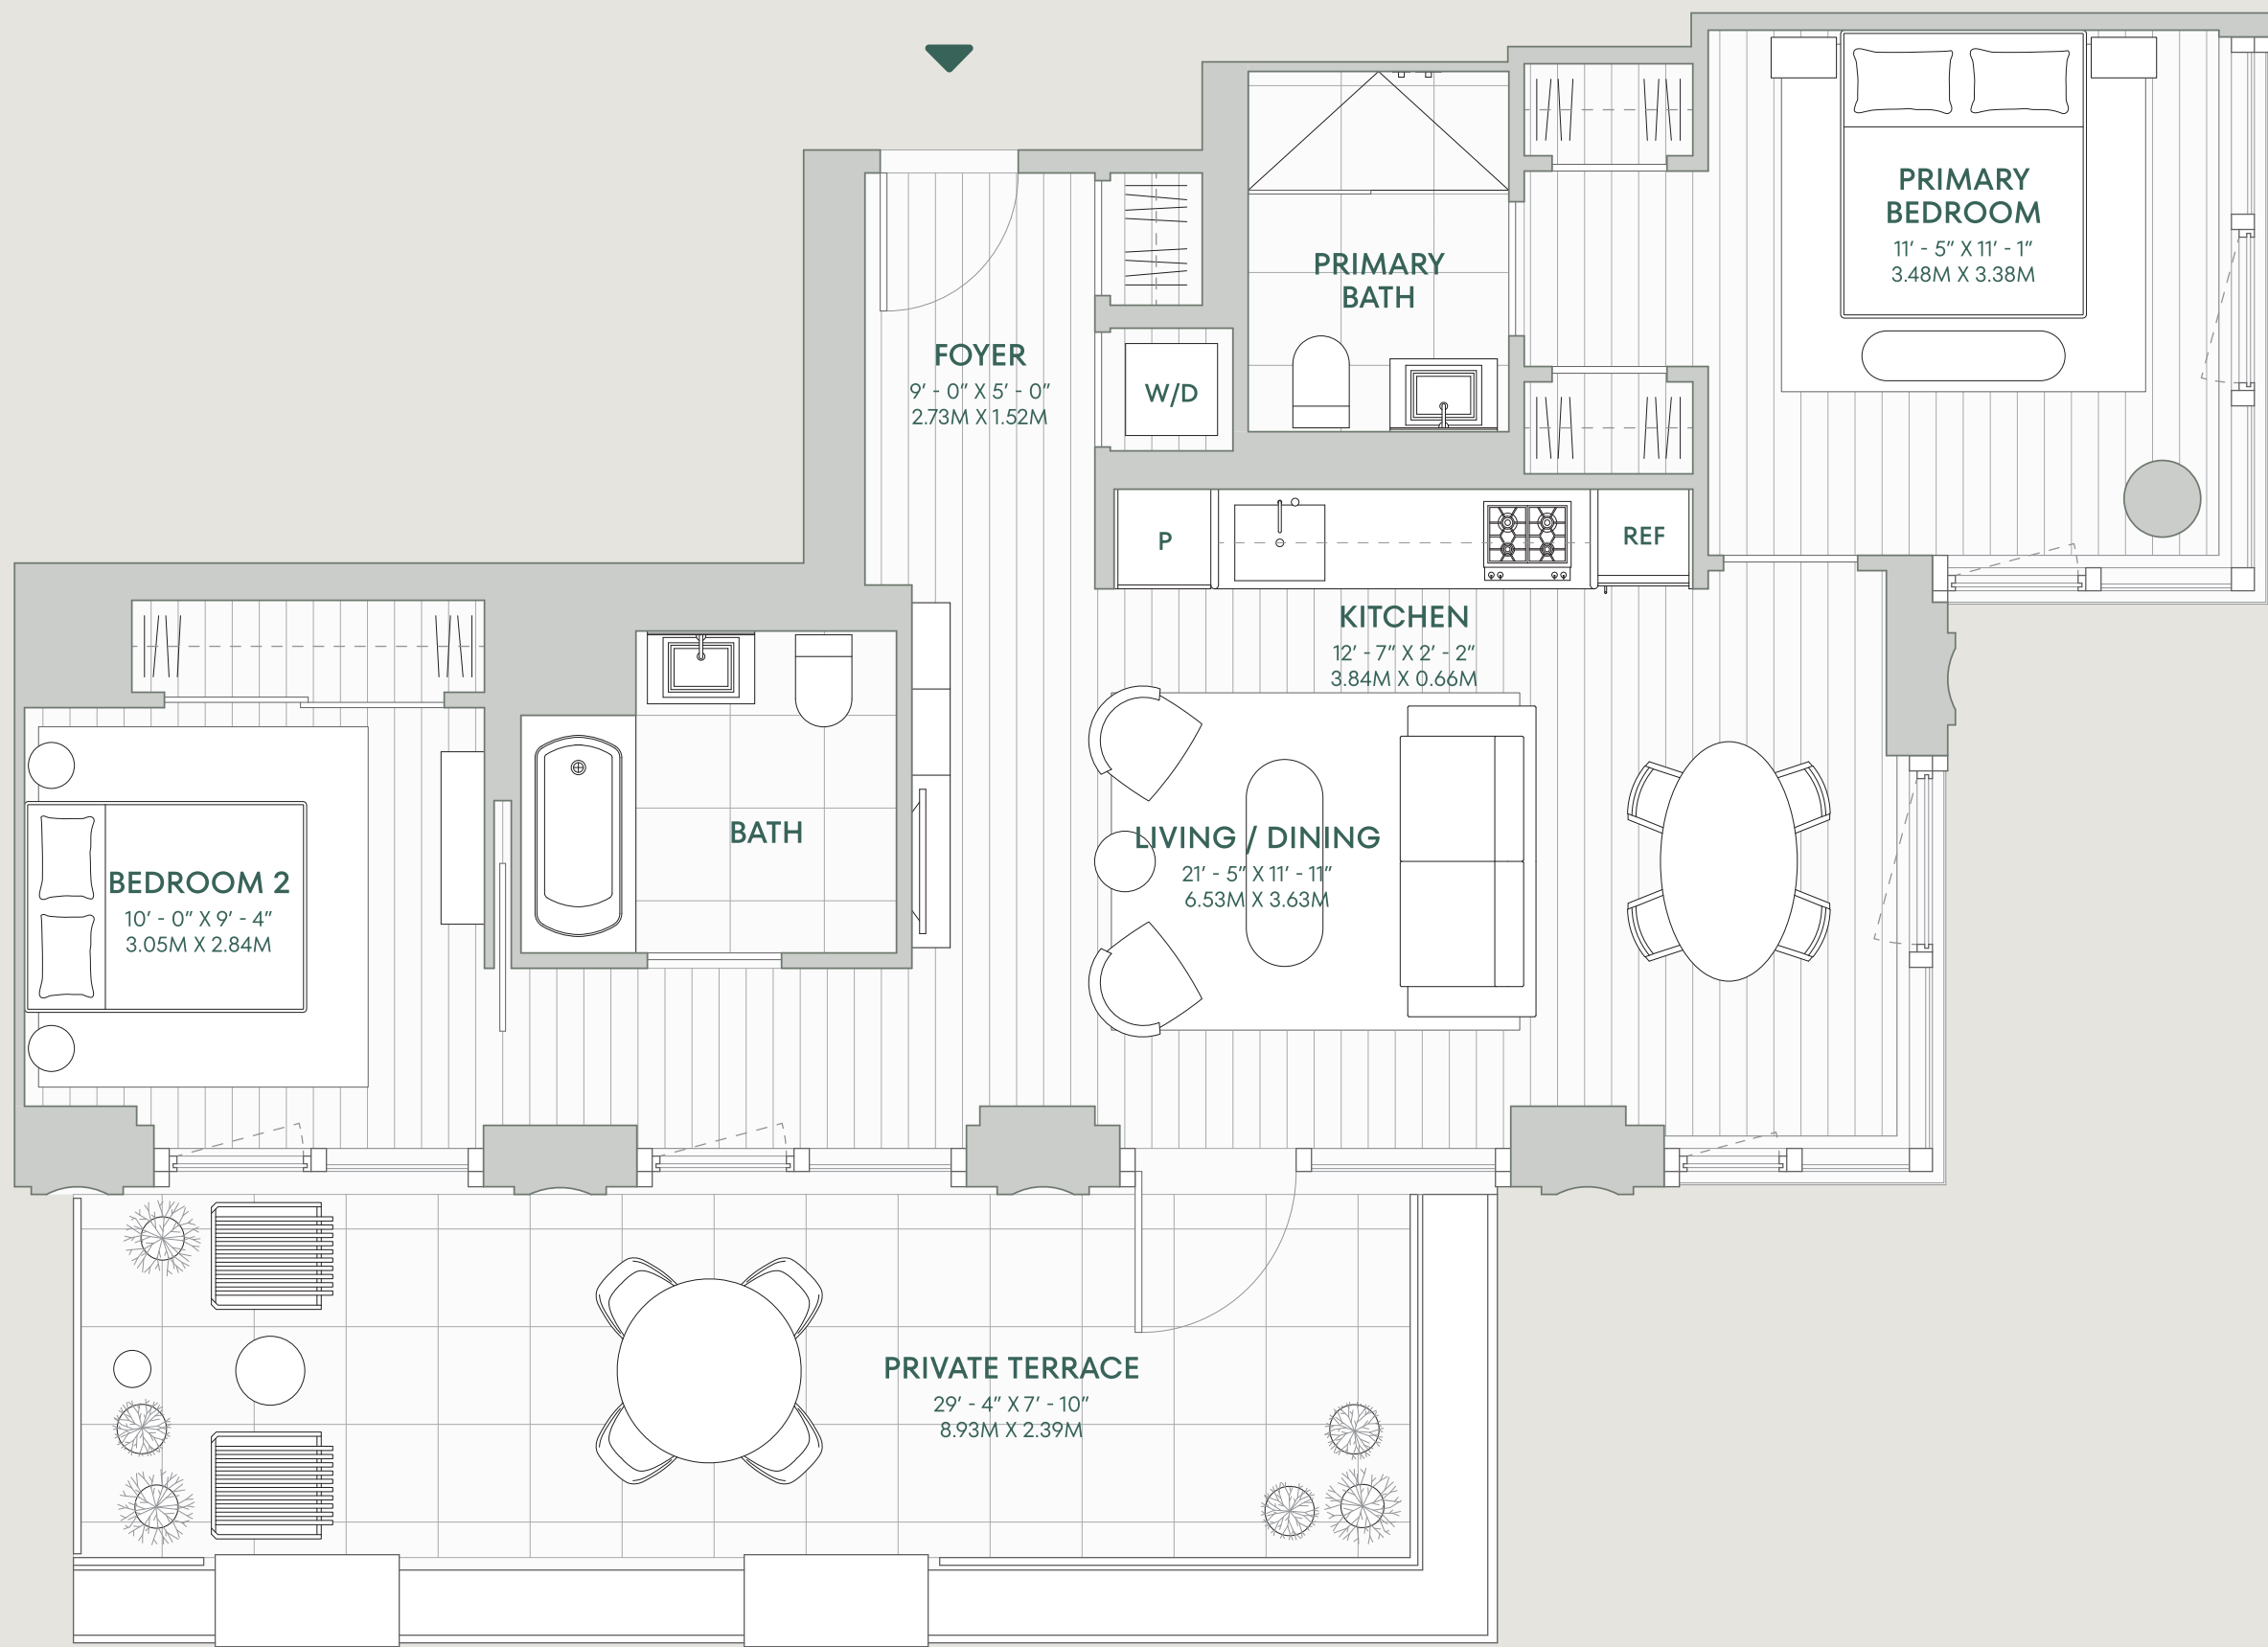 PRIMARY
BEDROOM
11’ - 5” X 11’ - 1”
3.48M X 3.38M
PRIMARY
BATH
FOYER
9’ - 0” X 5’ - 0”
2.73M X 1.52M
W/D
P
REF
KITCHEN
12’ - 7” X 2’ - 2”
3.84M X 0.66M
LIVING / DINING
21’ - 5” X 11’ - 11”
6.53M X 3.63M
BATH
BEDROOM 2
10’ - 0” X 9’ - 4”
3.05M X 2.84M
PRIVATE TERRACE
29’ - 4” X 7’ - 10”
8.93M X 2.39M